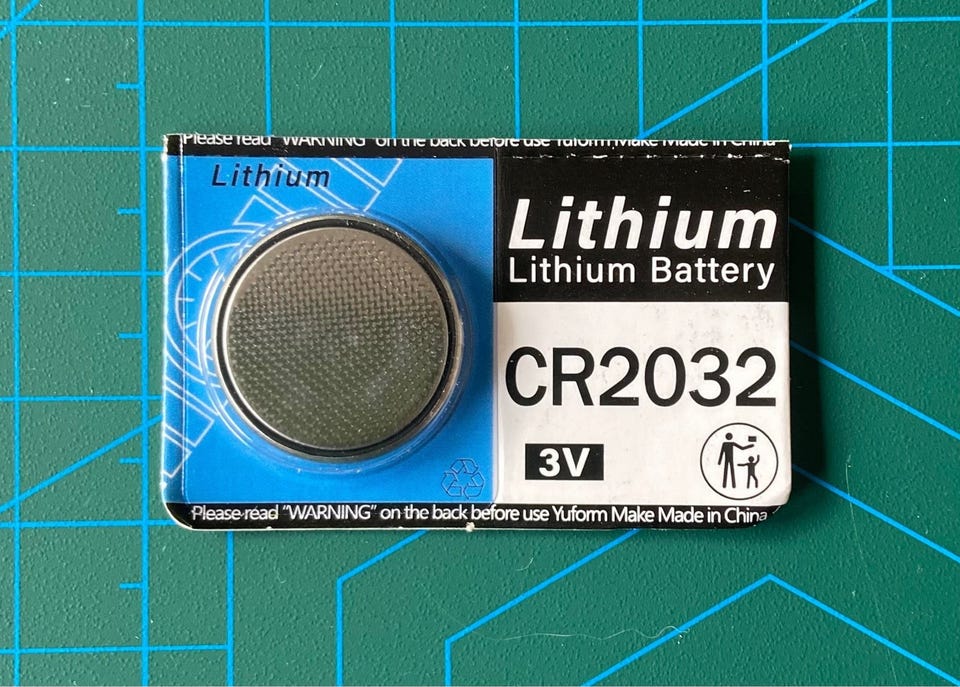 Please read "WARNING" on the back before use Yuform Make Made in China
Lithium
Lithium
Lithium Battery
CR2032
3V
Please read "WARNING" on the back before use Yuform Make Made in China